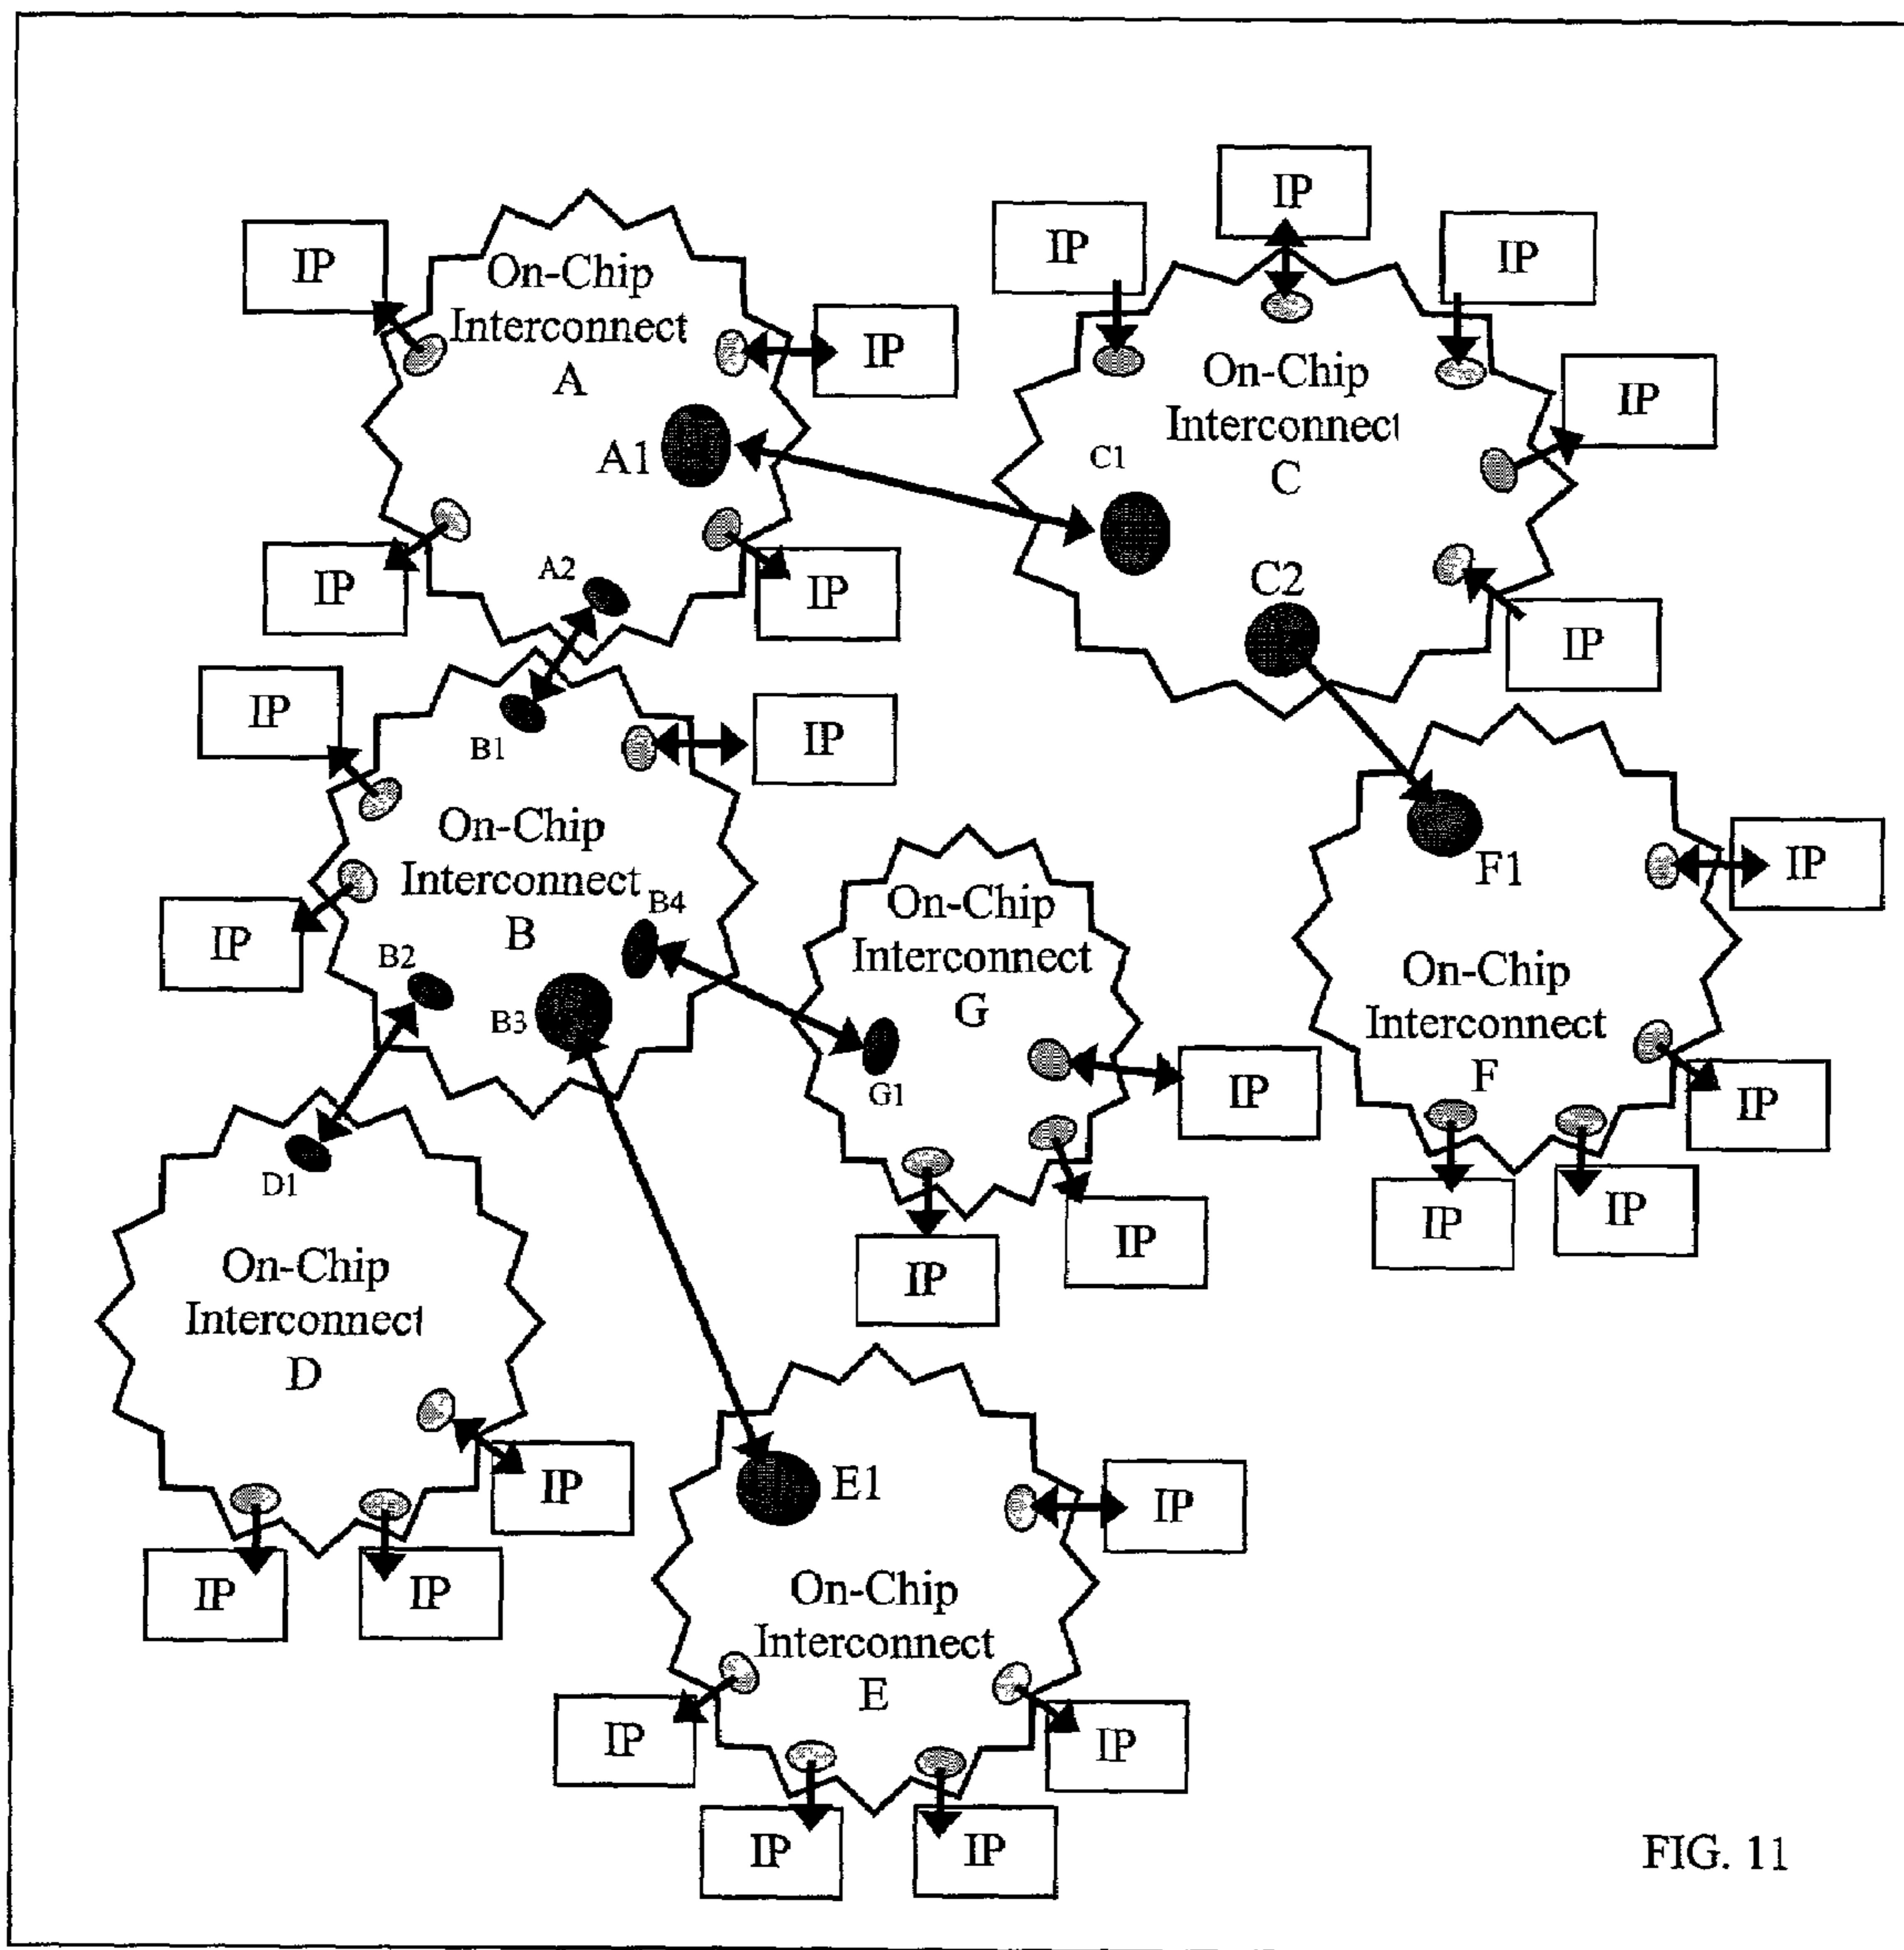 IP
IP
IP
IP
On-Chip
Interconnect
A
IP
On-Chip
Interconnect
C
IP
IP
A1
C1
A2
C2
IP
IP
IP
IP
B1
IP
On-Chip
Interconnect
B
B4
F1
IP
IP
B2
On-Chip
Interconnect
G
B3
On-Chip
Interconnect
F
G1
IP
IP
D1
IP
IP
IP
IP
On-Chip
Interconnect
D
IP
E1
IP
IP
IP
On-Chip
Interconnect
E
IP
IP
IP
IP
FIG. 11